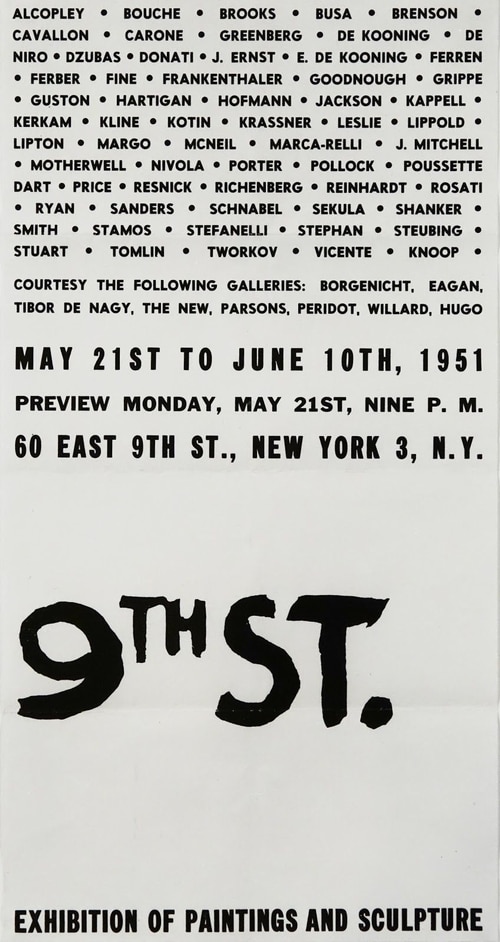 ALCOPLEY • BOUCHE • BROOKS • BUSA • BRENSON •
CAVALLON • CARONE • GREENBERG • DE KOONING • DE
NIRO • DZUBAS • DONATI • J. ERNST • E. DE KOONING • FERREN
• FERBER • FINE • FRANKENTHALER • GOODNOUGH • GRIPPE
• GUSTON • HARTIGAN • HOFMANN • JACKSON • KAPPELL •
KERKAM • KLINE • KOTIN • KRASSNER • LESLIE • LIPPOLD •
LIPTON • MARGO • MCNEIL • MARCA-RELLI • J. MITCHELL
• MOTHERWELL • NIVOLA • PORTER • POLLOCK • POUSSETTE
DART • PRICE • RESNICK • RICHENBERG • REINHARDT • ROSATI
• RYAN • SANDERS • SCHNABEL • SEKULA • SHANKER •
SMITH • STAMOS • STEFANELLI • STEPHAN • STEUBING •
STUART • TOMLIN • TWORKOV • VICENTE • KNOOP •
COURTESY THE FOLLOWING GALLERIES: BORGENICHT, EAGAN,
TIBOR DE NAGY, THE NEW, PARSONS, PERIDOT, WILLARD, HUGO
MAY 21ST TO JUNE 10TH, 1951
PREVIEW MONDAY, MAY 21ST, NINE P. M.
60 EAST 9TH ST., NEW YORK 3, N.Y.
9TH ST.
EXHIBITION OF PAINTINGS AND SCULPTURE